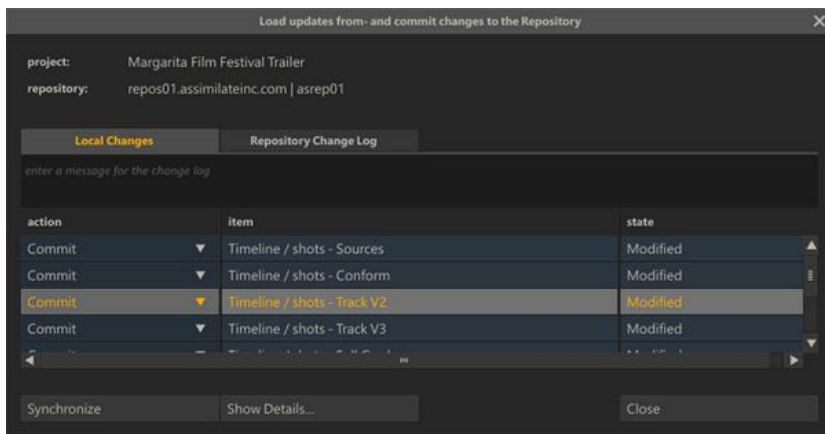 Load updates from- and commit changes to the Repository
project: Margarita Film Festival Trailer
repository: repos01.assimilateinc.com | asrep01
Local Changes Repository Change Log
enter a message for the change log
action item state
Commit Timeline / shots - Sources Modified
Commit Timeline / shots - Conform Modified
Commit Timeline / shots - Track V2 Modified
Commit Timeline / shots - Track V3 Modified
Synchronize Show Details... Close